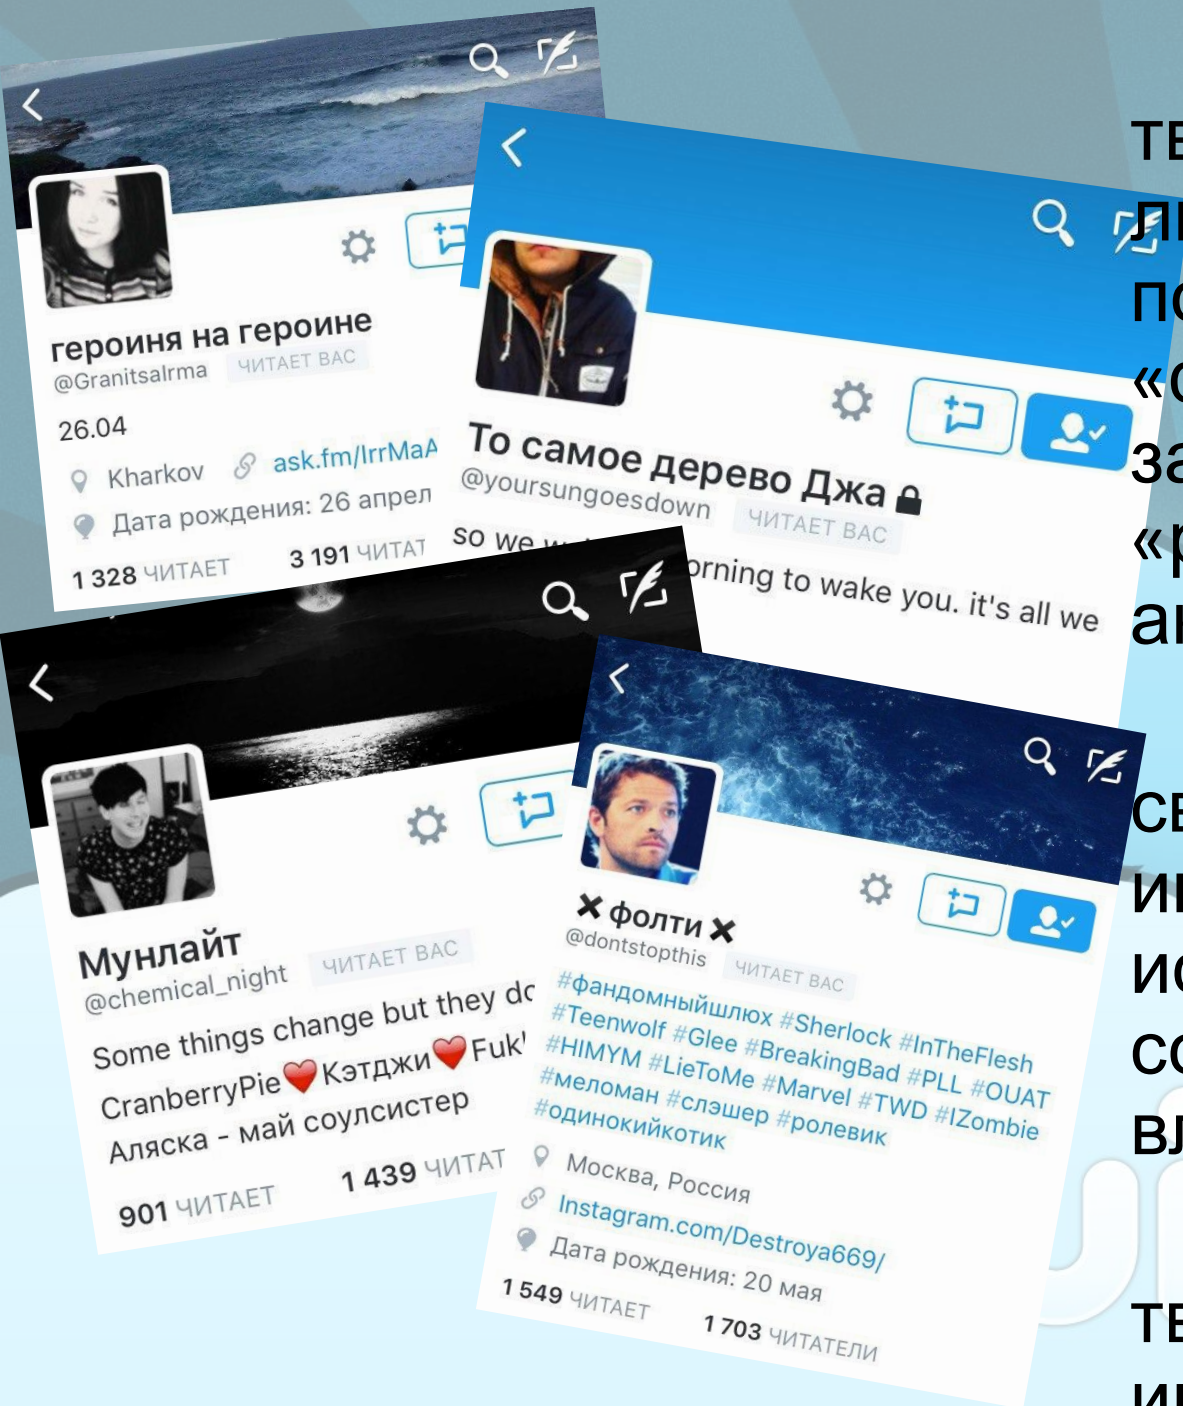 героиня на героине
@GranitsaIrma ЧИТАЕТ ВАС
26.04
Kharkov ask.fm/IrrMaA
Дата рождения: 26 апрел
1 328 ЧИТАЕТ 3 191 ЧИТАТ
То самое дерево Джа
@yoursungoesdown ЧИТАЕТ ВАС
so we orning to wake you. it's all we
Мунлайт
@chemical_night ЧИТАЕТ ВАС
Some things change but they do
CranberryPie❤️Кэтджи❤️Fuk
Аляска - май соулсистер
901 ЧИТАЕТ 1 439 ЧИТАТ
✖ фолти ✖
@dontstopthis ЧИТАЕТ ВАС
#фандомныйшлюх #Sherlock #InTheFlesh
#Teenwolf #Glee #BreakingBad #PLL #OUAT
#HIMYM #LieToMe #Marvel #TWD #IZombie
#меломан #слэшер #ролевик
#одинокийкотик
Москва, Россия
Instagram.com/Destroya669/
Дата рождения: 20 мая
1 549 ЧИТАЕТ 1 703 ЧИТАТЕЛИ